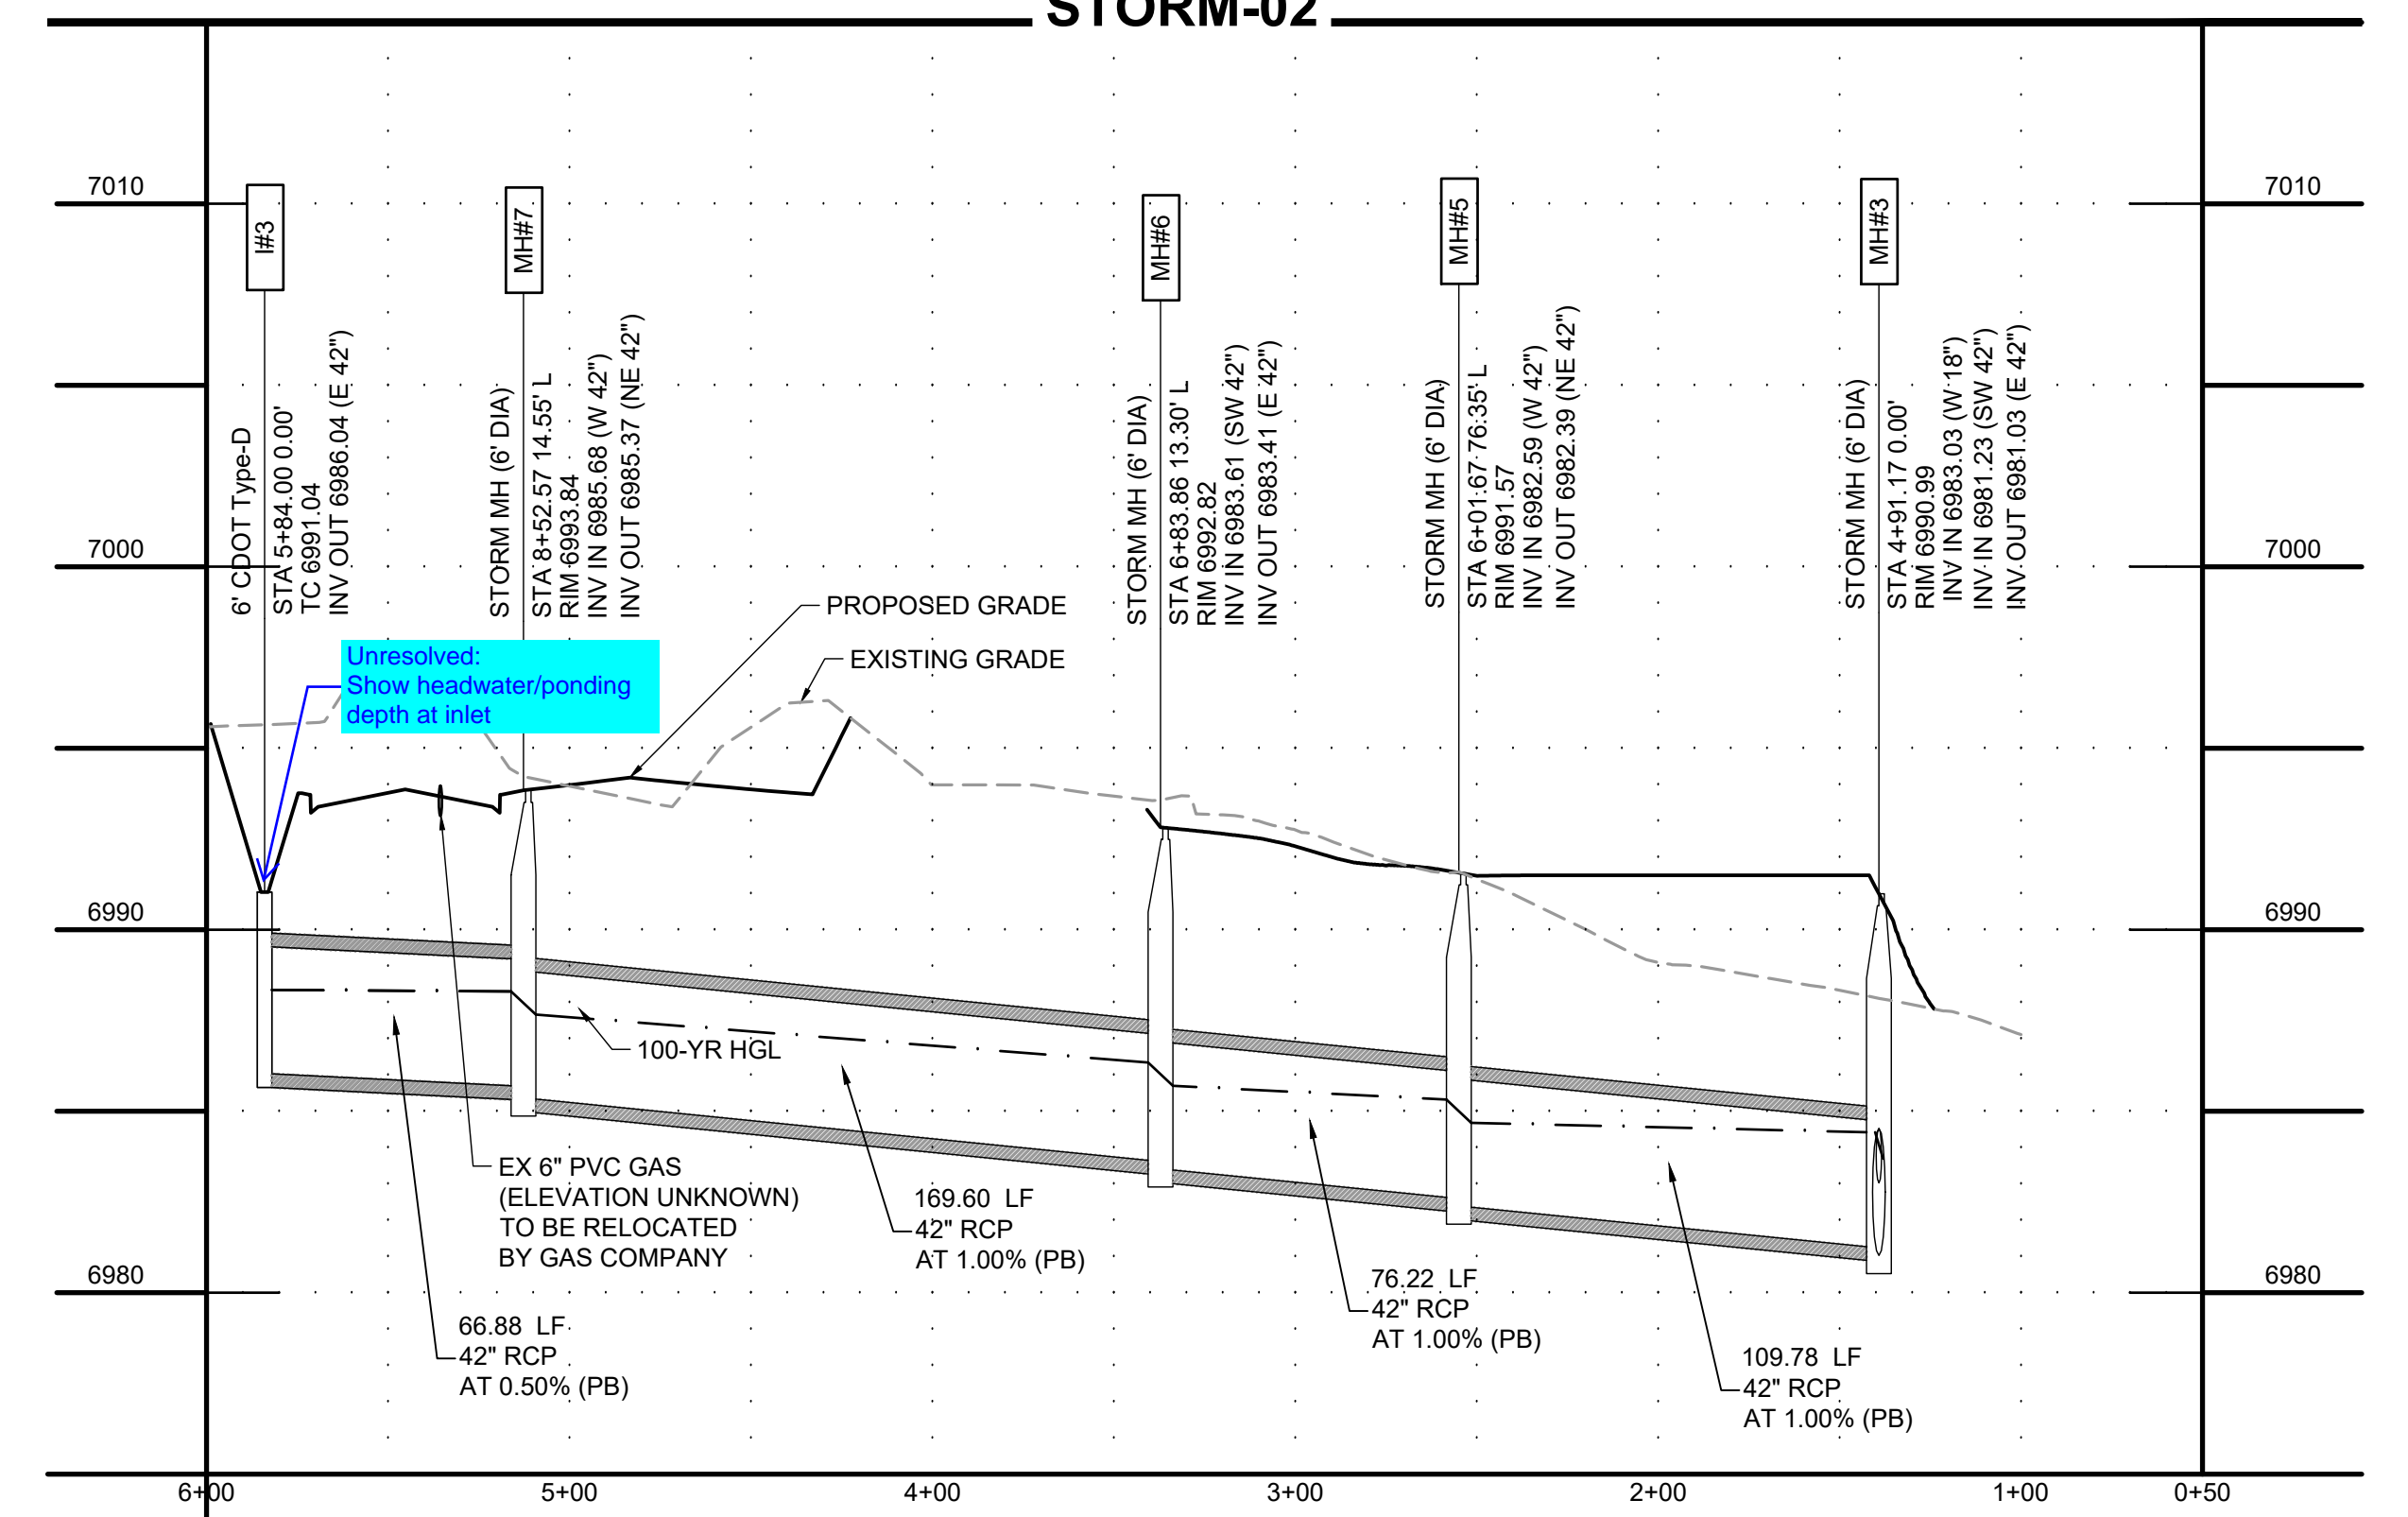 STORM-02
7010
7010
7000
7000
6990
6990
6980
6980
I#3
6' CDOT Type-D
STA 5+84.00 0.00'
TC 6991.04
INV OUT 6986.04 (E 42")
MH#7
STORM MH (6' DIA)
STA 8+52.57 14.55' L
RIM 6993.84
INV IN 6985.68 (W 42")
INV OUT 6985.37 (NE 42")
MH#6
STORM MH (6' DIA)
STA 6+83.86 13.30' L
RIM 6992.82
INV IN 6983.61 (SW 42")
INV OUT 6983.41 (E 42")
MH#5
STORM MH (6' DIA)
STA 6+01.67 76.35' L
RIM 6991.57
INV IN 6982.59 (W 42")
INV OUT 6982.39 (NE 42")
MH#3
STORM MH (6' DIA)
STA 4+91.17 0.00'
RIM 6990.99
INV IN 6983.03 (W 18")
INV IN 6981.23 (SW 42")
INV OUT 6981.03 (E 42")
PROPOSED GRADE
EXISTING GRADE
Unresolved:
Show headwater/ponding
depth at inlet
100-YR HGL
EX 6" PVC GAS
(ELEVATION UNKNOWN)
TO BE RELOCATED
BY GAS COMPANY
66.88 LF
42" RCP
AT 0.50% (PB)
169.60 LF
42" RCP
AT 1.00% (PB)
76.22 LF
42" RCP
AT 1.00% (PB)
109.78 LF
42" RCP
AT 1.00% (PB)
6+00
5+00
4+00
3+00
2+00
1+00
0+50